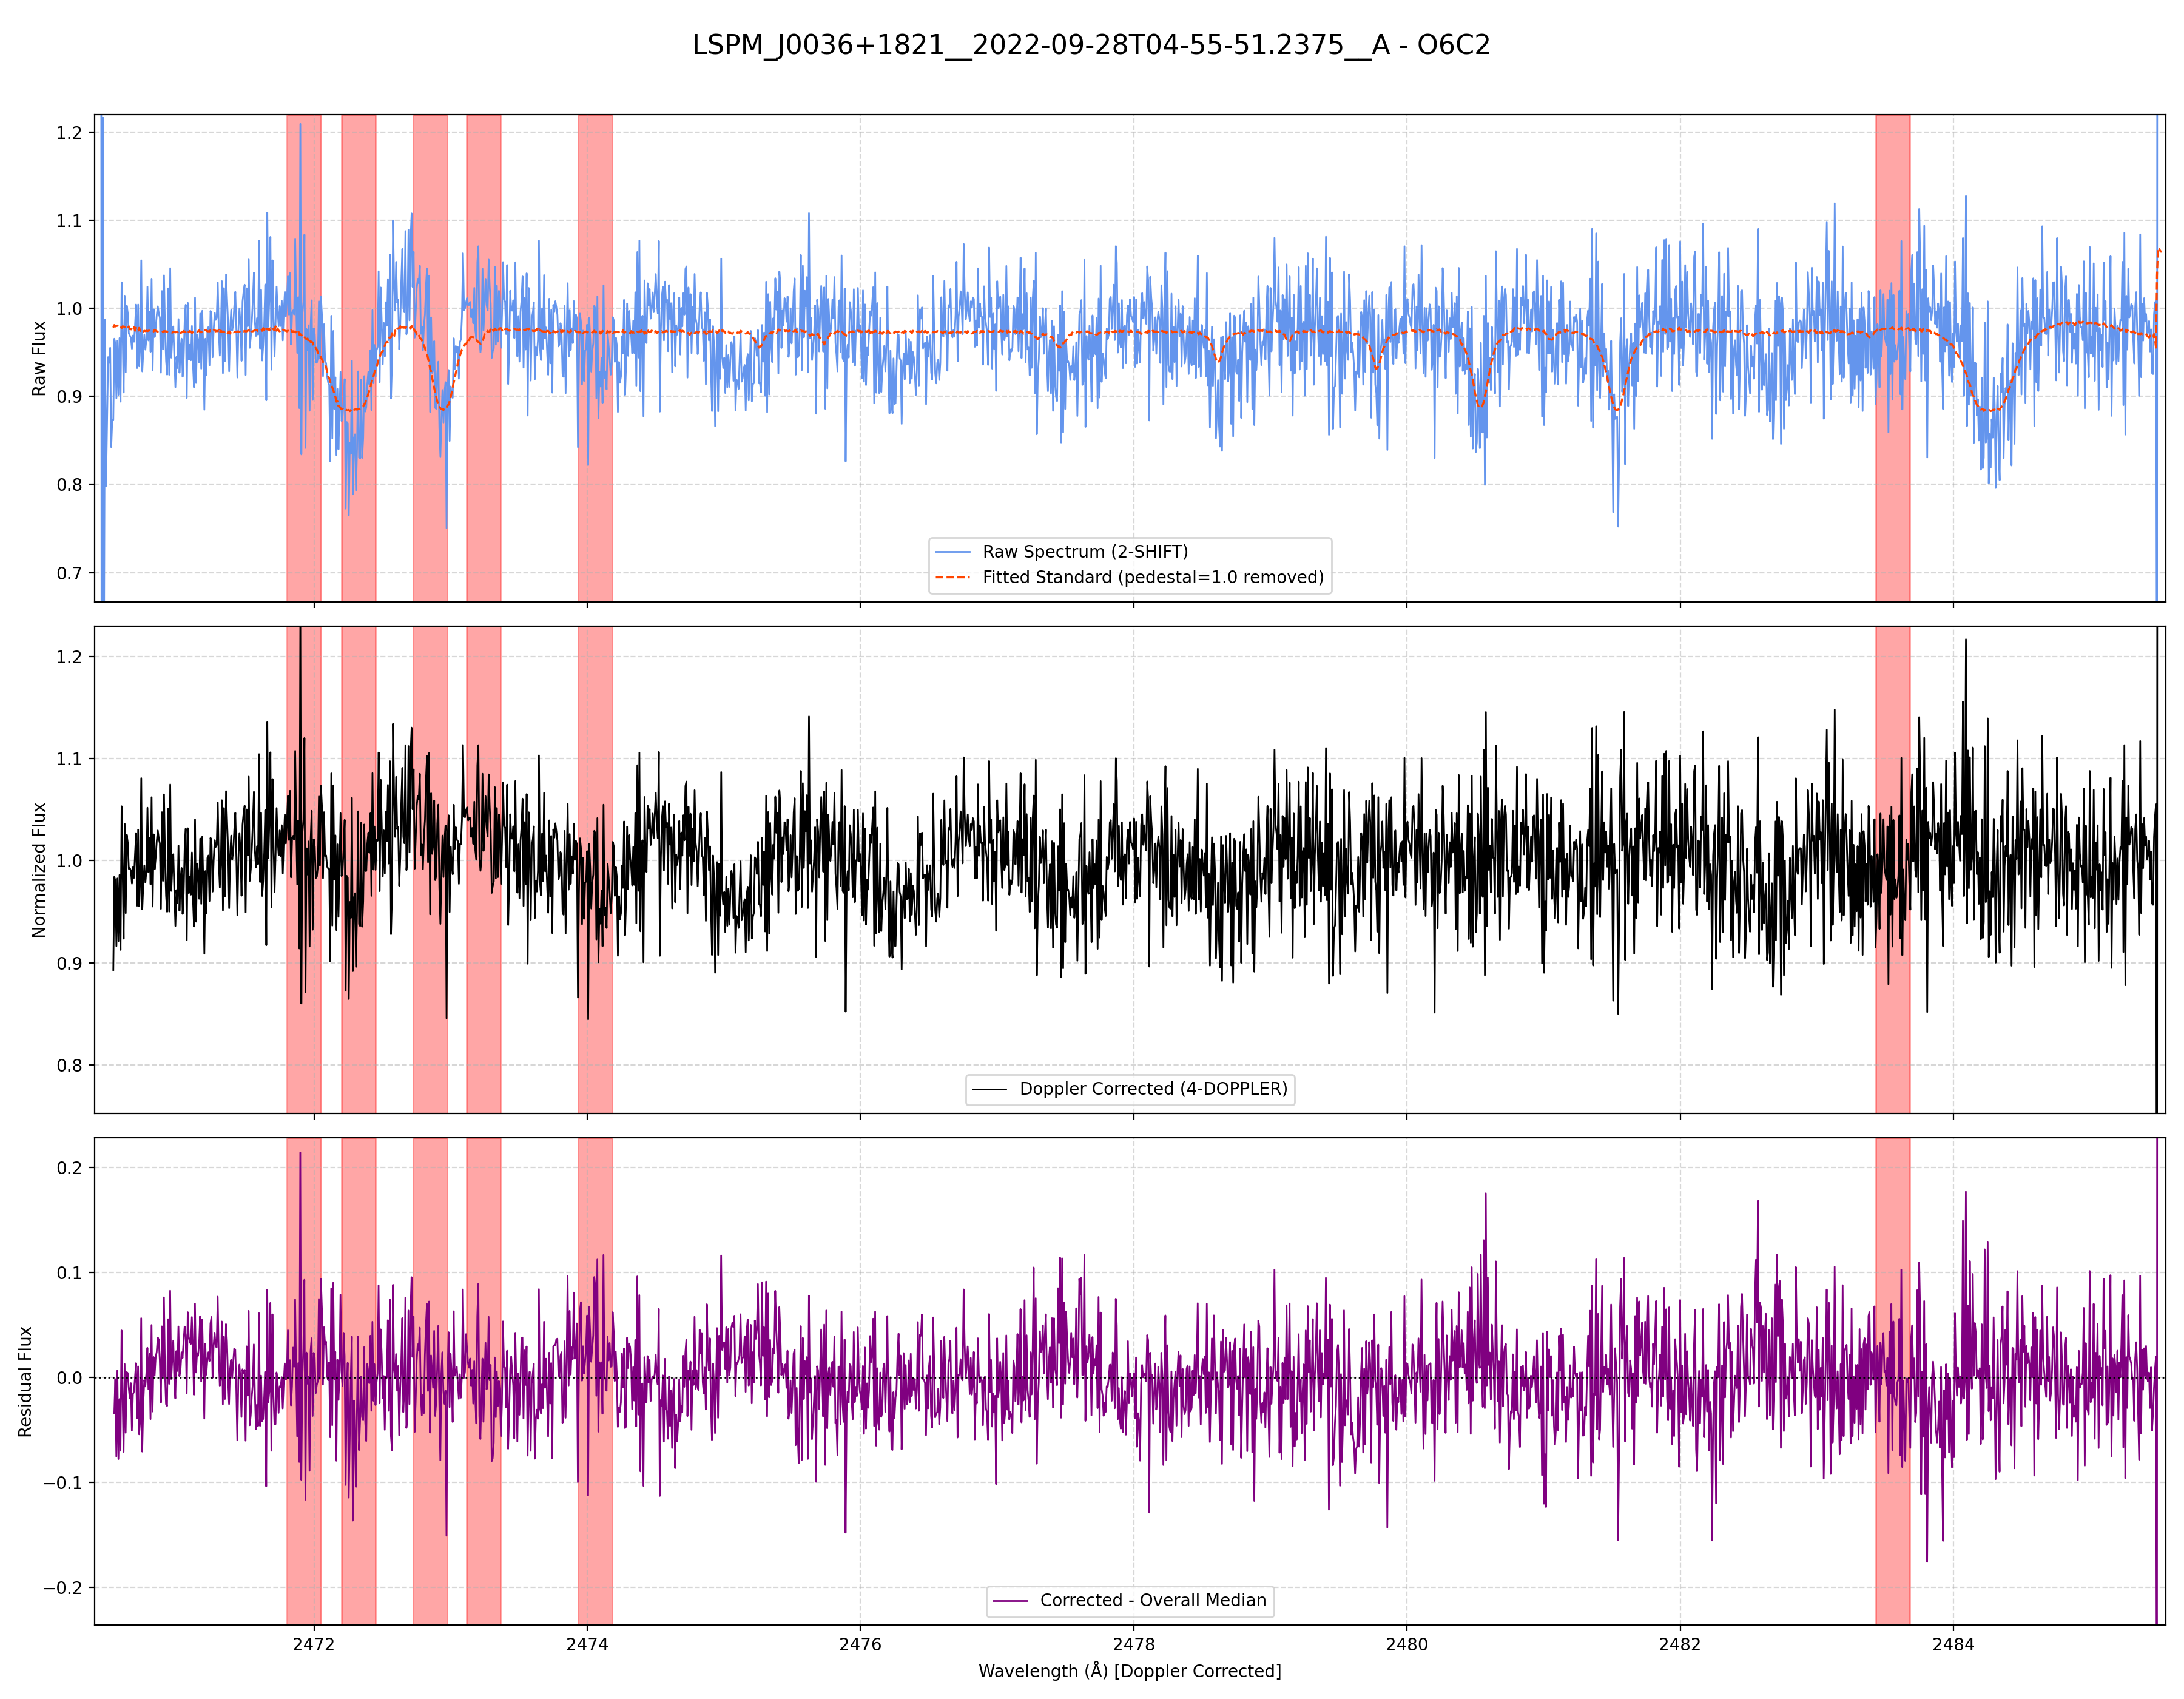 LSPM_J0036+1821__2022-09-28T04-55-51.2375__A - O6C2
1.2
1.1
1.0
0.9
0.8
0.7
Raw Flux
Raw Spectrum (2-SHIFT)
Fitted Standard (pedestal=1.0 removed)
1.2
1.1
1.0
0.9
0.8
Normalized Flux
Doppler Corrected (4-DOPPLER)
0.2
0.1
0.0
−0.1
−0.2
Residual Flux
Corrected - Overall Median
2472 2474 2476 2478 2480 2482 2484
Wavelength (Å) [Doppler Corrected]